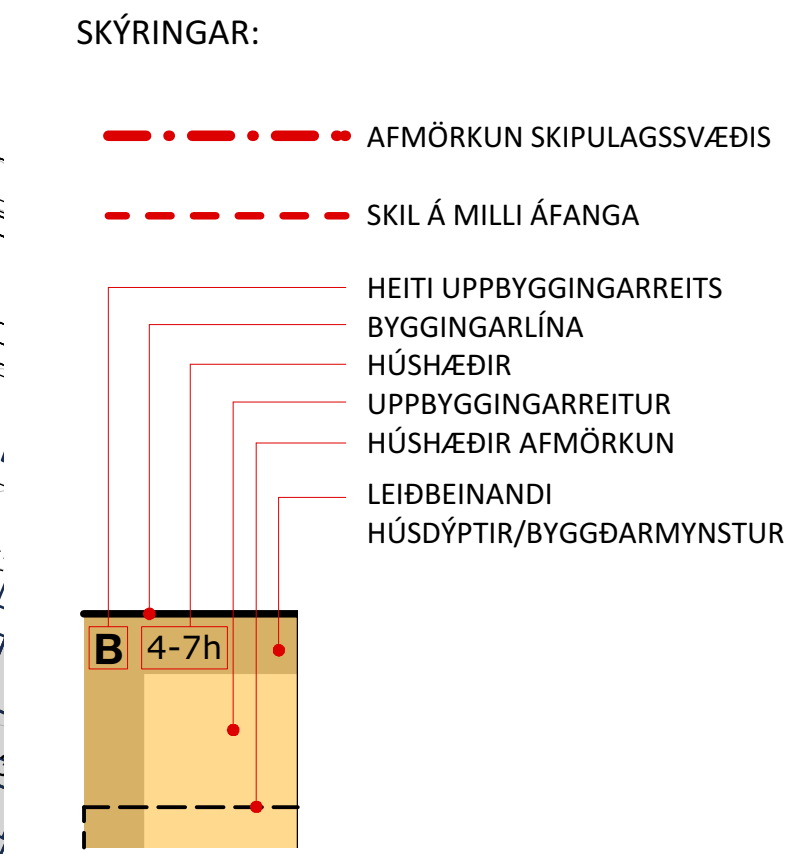 SKÝRINGAR:
AFMÖRKUN SKIPULAGSSVÆÐIS
SKIL Á MILLI ÁFANGA
HEITI UPPBYGGINGARREITS
BYGGINGARLÍNA
HÚSHÆÐIR
UPPBYGGINGARREITUR
HÚSHÆÐIR AFMÖRKUN
LEIÐBEINANDI
HÚSDÝPTIR/BYGGÐARMYNSTUR
B 4-7h